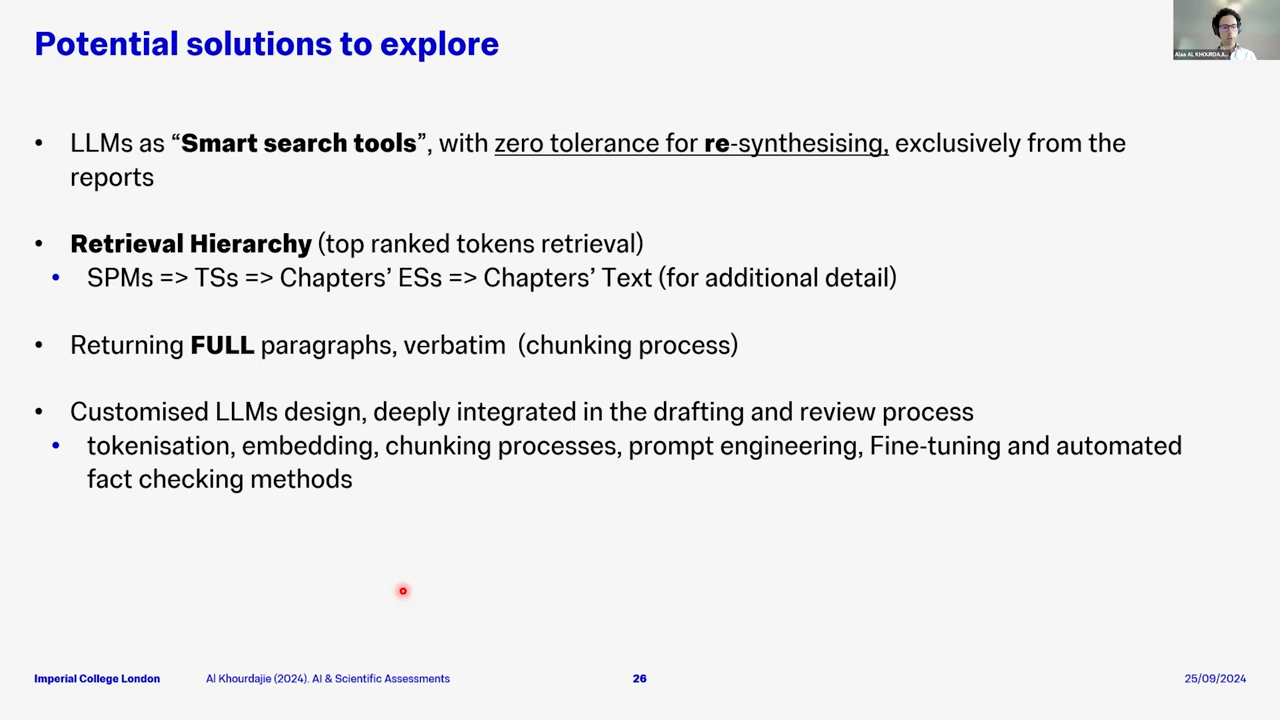 Potential solutions to explore
Alaa AL KHOURDAJI...
• LLMs as “Smart search tools”, with zero tolerance for re-synthesising, exclusively from the
reports
• Retrieval Hierarchy (top ranked tokens retrieval)
• SPMs => TSs => Chapters’ ESs => Chapters’ Text (for additional detail)
• Returning FULL paragraphs, verbatim (chunking process)
• Customised LLMs design, deeply integrated in the drafting and review process
• tokenisation, embedding, chunking processes, prompt engineering, Fine-tuning and automated
fact checking methods
Imperial College London Al Khourdajie (2024). AI & Scientific Assessments 26 25/09/2024